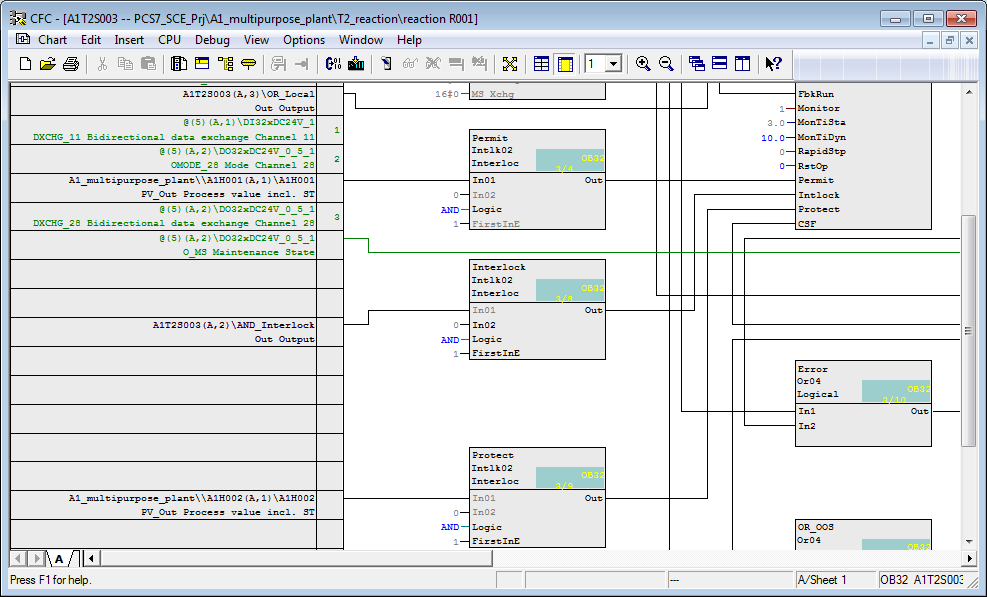 CFC - [A1T2S003 -- PCS7_SCE_Prj\A1_multipurpose_plant\T2_reaction\reaction R001]
Chart Edit Insert CPU Debug View Options Window Help
1
A1T2S003(A,3)\OR_Local
Out Output
@(5)(A,1)\DI32xDC24V_1
DXCHG_11 Bidirectional data exchange Channel 11
1
@(5)(A,2)\DO32xDC24V_0_5_1
OMODE_28 Mode Channel 28
2
A1_multipurpose_plant\\A1H001(A,1)\A1H001
PV_Out Process value incl. ST
@(5)(A,2)\DO32xDC24V_0_5_1
DXCHG_28 Bidirectional data exchange Channel 28
3
@(5)(A,2)\DO32xDC24V_0_5_1
O_MS Maintenance State
A1T2S003(A,2)\AND_Interlock
Out Output
A1_multipurpose_plant\\A1H002(A,1)\A1H002
PV_Out Process value incl. ST
16#0 MS Xchg
Permit
Intlk02
Interloc
OB32
In01 Out
0 In02
AND Logic
1 FirstInE
Interlock
Intlk02
Interloc
OB32
In01 Out
0 In02
AND Logic
1 FirstInE
Protect
Intlk02
Interloc
OB32
In01 Out
0 In02
AND Logic
1 FirstInE
FbkRun
1 Monitor
3.0 MonTiSta
10.0 MonTiDyn
0 RapidStp
0 RstOp
Permit
Intlock
Protect
CSF
Error
Or04
Logical
OB32
3/10
In1 Out
In2
OR_OOS
Or04
OB32
A
Press F1 for help.
---
A/Sheet 1
OB32 A1T2S003